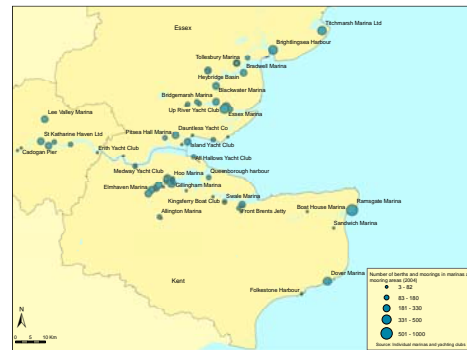 Essex
Titchmarsh Marina Ltd
Brightlingsea Harbour
Tollesbury Marina
Bradwell Marina
Heybridge Basin
Blackwater Marina
Bridgemarsh Marina
Up River Yacht Club
Essex Marina
Lee Valley Marina
Dauntless Yacht Co
Pitsea Hall Marina
St Katharine Haven Ltd
Island Yacht Club
Erith Yacht Club
Cadogan Pier
All Hallows Yacht Club
Medway Yacht Club
Hoo Marina
Queenborough harbour
Gillingham Marina
Elmhaven Marina
Swale Marina
Kingsferry Boat Club
Ramsgate Marina
Front Brents Jetty
Boat House Marina
Allington Marina
Sandwich Marina
Kent
Dover Marina
Folkestone Harbour
Number of berths and moorings in marinas a
mooring areas (2004)
3 - 82
83 - 180
181 - 330
331 - 500
501 - 1000
Source: Individual marinas and yachting clubs
N
0 5 10 Km